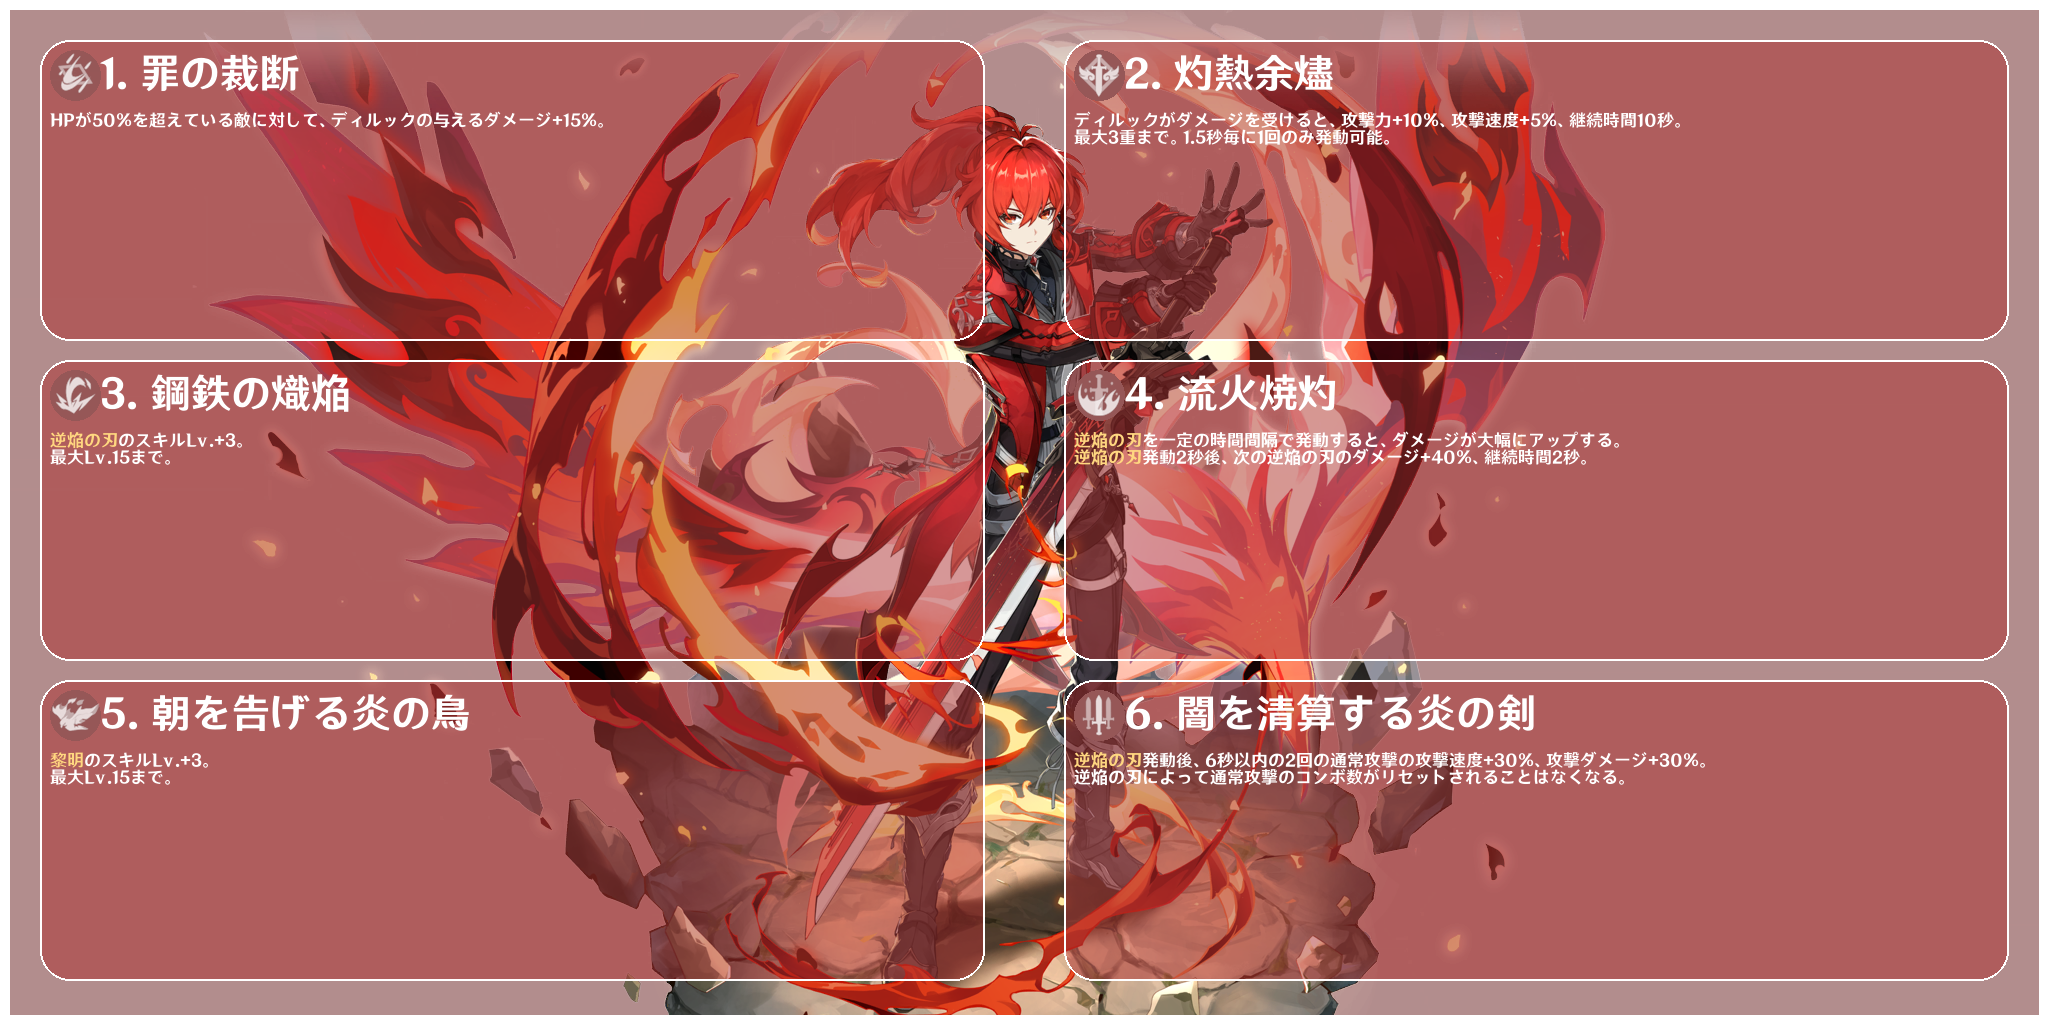 1. 罪の裁断
HPが50%を超えている敵に対して、ディルックの与えるダメージ+15%。
2. 灼熱余燼
ディルックがダメージを受けると、攻撃力+10%、攻撃速度+5%、継続時間10秒。
最大3重まで。1.5秒毎に1回のみ発動可能。
3. 鋼鉄の熾焔
逆焔の刃のスキルLv.+3。
最大Lv.15まで。
4. 流火焼灼
逆焔の刃を一定の時間間隔で発動すると、ダメージが大幅にアップする。
逆焔の刃発動2秒後、次の逆焔の刃のダメージ+40%、継続時間2秒。
5. 朝を告げる炎の鳥
黎明のスキルLv.+3。
最大Lv.15まで。
6. 闇を清算する炎の剣
逆焔の刃発動後、6秒以内の2回の通常攻撃の攻撃速度+30%、攻撃ダメージ+30%。
逆焔の刃によって通常攻撃のコンボ数がリセットされることはなくなる。